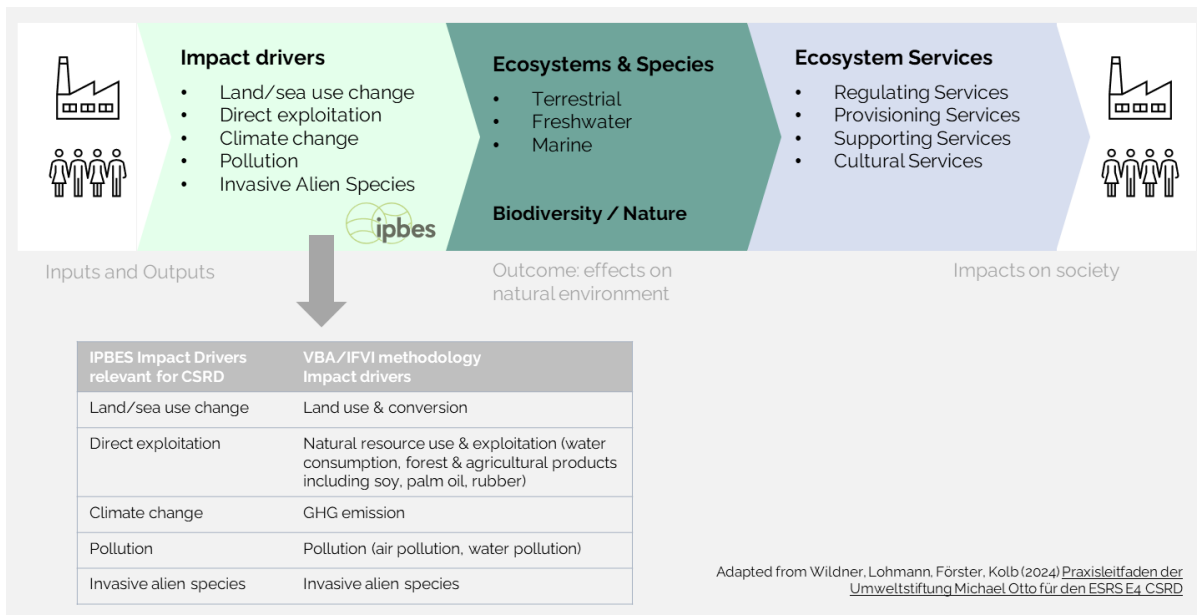 Impact drivers
• Land/sea use change
• Direct exploitation
• Climate change
• Pollution
• Invasive Alien Species
ipbes
Ecosystems & Species
• Terrestrial
• Freshwater
• Marine
Biodiversity / Nature
Ecosystem Services
• Regulating Services
• Provisioning Services
• Supporting Services
• Cultural Services
Inputs and Outputs
Outcome: effects on
natural environment
Impacts on society
IPBES Impact Drivers
relevant for CSRD
VBA/IFVI methodology
Impact drivers
Land/sea use change
Land use & conversion
Direct exploitation
Natural resource use & exploitation (water
consumption, forest & agricultural products
including soy, palm oil, rubber)
Climate change
GHG emission
Pollution
Pollution (air pollution, water pollution)
Invasive alien species
Invasive alien species
Adapted from Wildner, Lohmann, Förster, Kolb (2024) Praxisleitfaden der
Umweltstiftung Michael Otto für den ESRS E4 CSRD